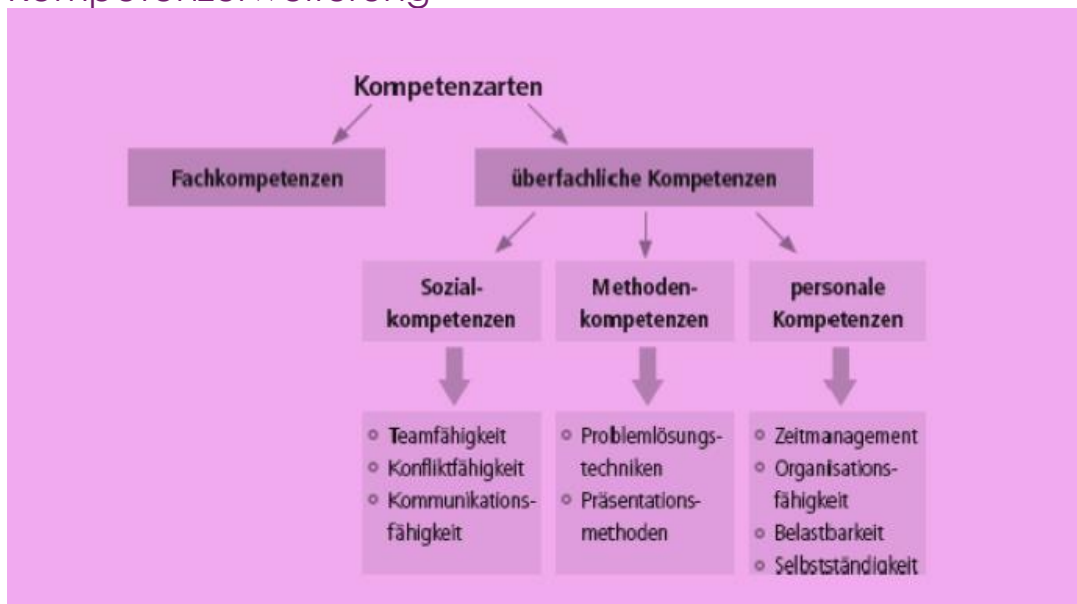 Kompetenzerweiterung
Kompetenzarten
Fachkompetenzen
überfachliche Kompetenzen
Sozial-
kompetenzen
Methoden-
kompetenzen
personale
Kompetenzen
Teamfähigkeit
Konfliktfähigkeit
Kommunikations-
fähigkeit
Problemlösungs-
techniken
Präsentations-
methoden
Zeitmanagement
Organisations-
fähigkeit
Belastbarkeit
Selbstständigkeit